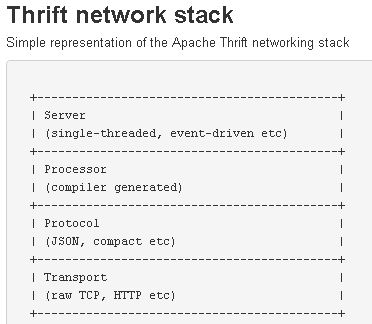 Thrift network stack
Simple representation of the Apache Thrift networking stack
+-------------------------------------------+
| Server                                    |
| (single-threaded, event-driven etc)       |
+-------------------------------------------+
| Processor                                 |
| (compiler generated)                      |
+-------------------------------------------+
| Protocol                                  |
| (JSON, compact etc)                       |
+-------------------------------------------+
| Transport                                 |
| (raw TCP, HTTP etc)                       |
+-------------------------------------------+